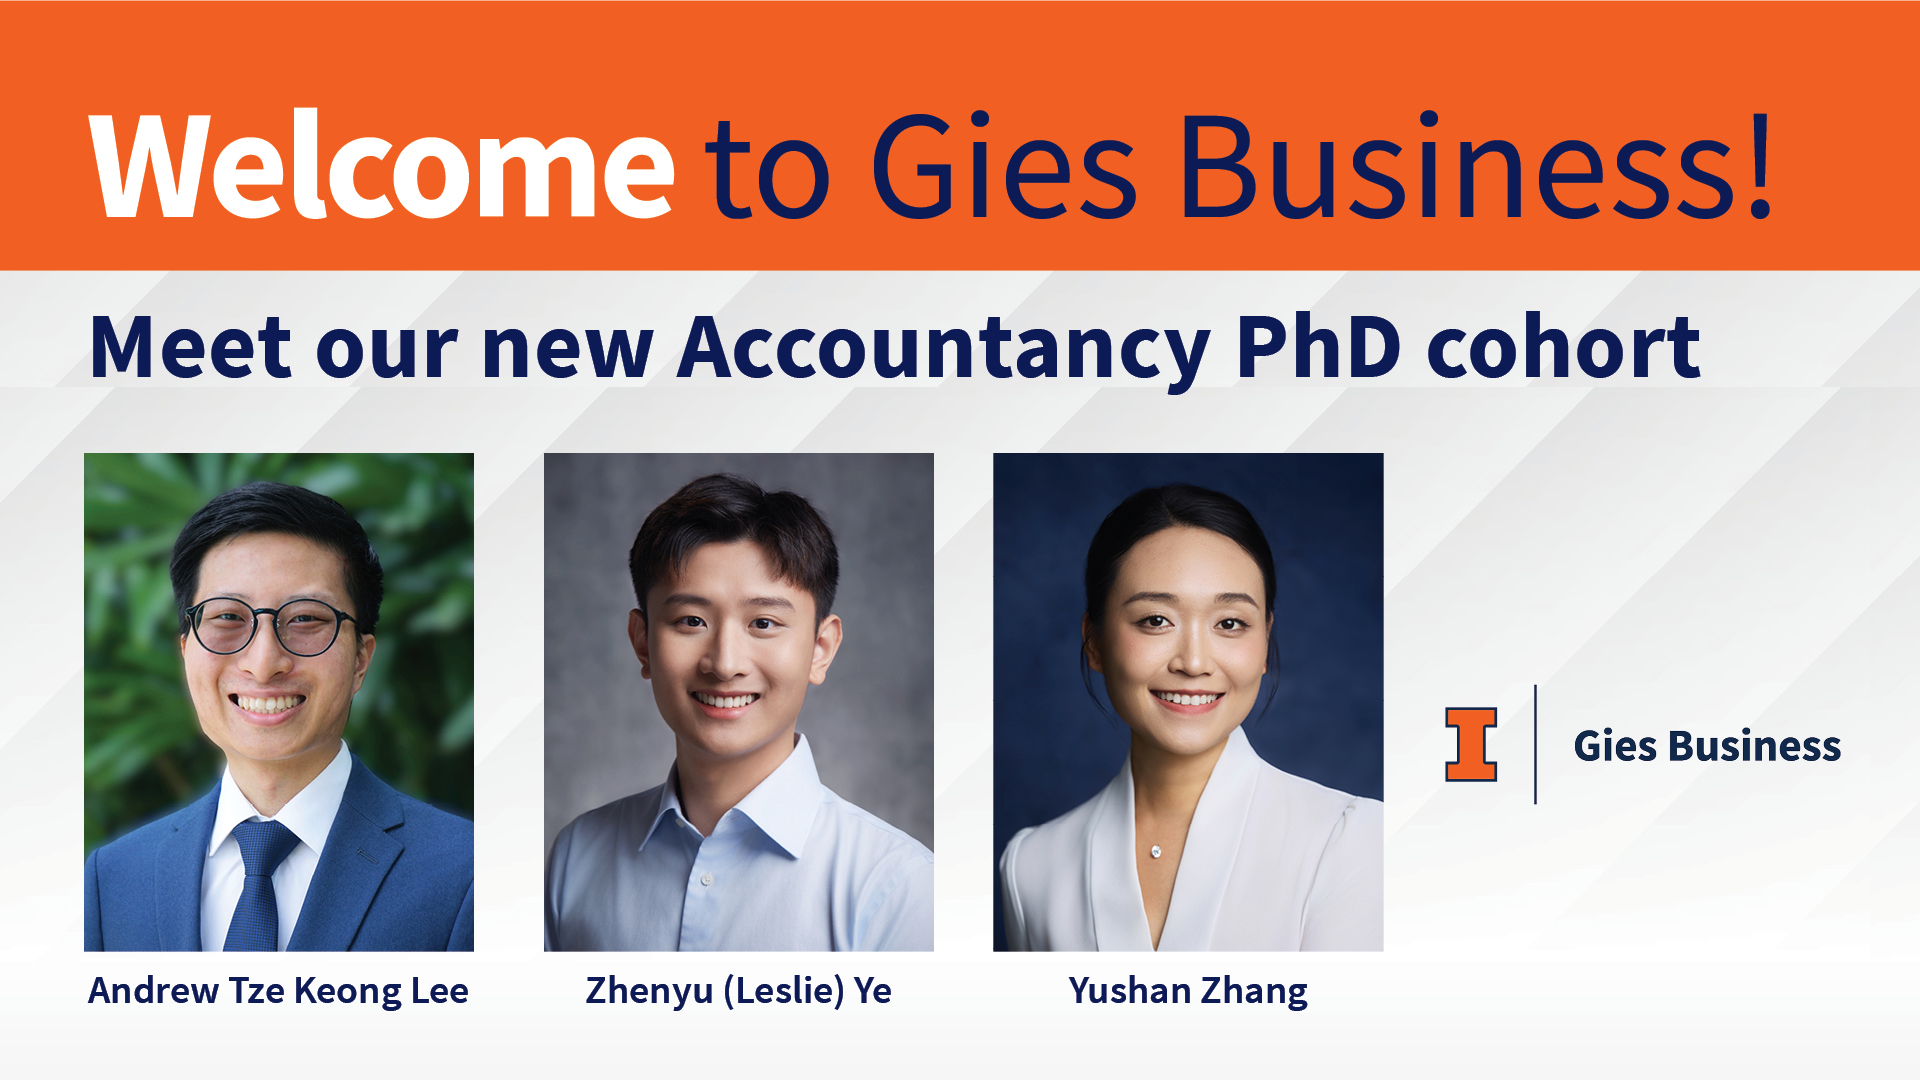 Welcome to Gies Business!
Meet our new Accountancy PhD cohort
I
Gies Business
Andrew Tze Keong Lee
Zhenyu (Leslie) Ye
Yushan Zhang